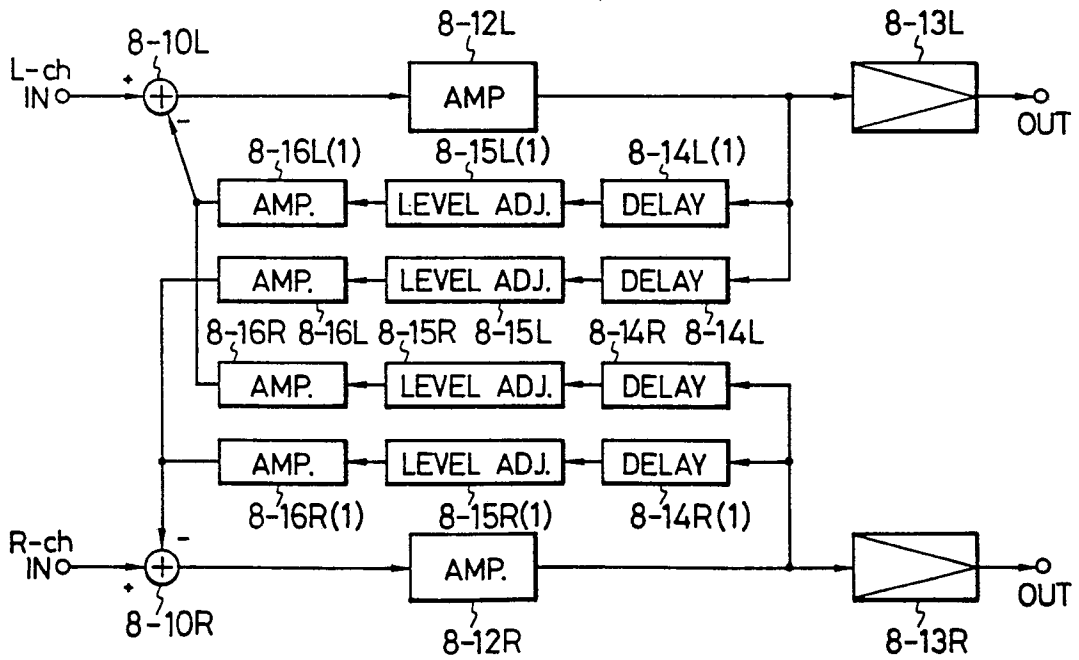 8-10L
8-12L
8-13L
L-ch
IN
+
-
AMP
OUT
8-16L(1)
8-15L(1)
8-14L(1)
AMP.
LEVEL ADJ.
DELAY
AMP.
LEVEL ADJ.
DELAY
8-16R
8-16L
8-15R
8-15L
8-14R
8-14L
AMP.
LEVEL ADJ.
DELAY
AMP.
LEVEL ADJ.
DELAY
8-16R(1)
8-15R(1)
8-14R(1)
R-ch
IN
-
+
AMP.
OUT
8-10R
8-12R
8-13R